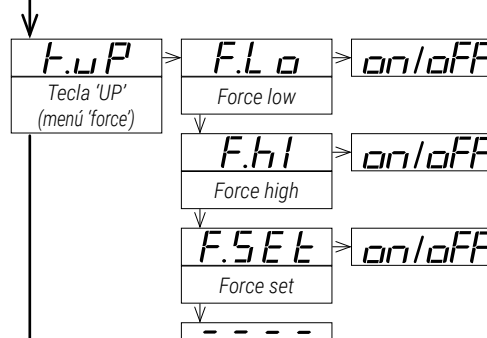 t.uP
Tecla 'UP'
(menú 'force')
F.Lo
Force low
on/oFF
F.hI
Force high
on/oFF
F.SEt
Force set
on/oFF
- - - -